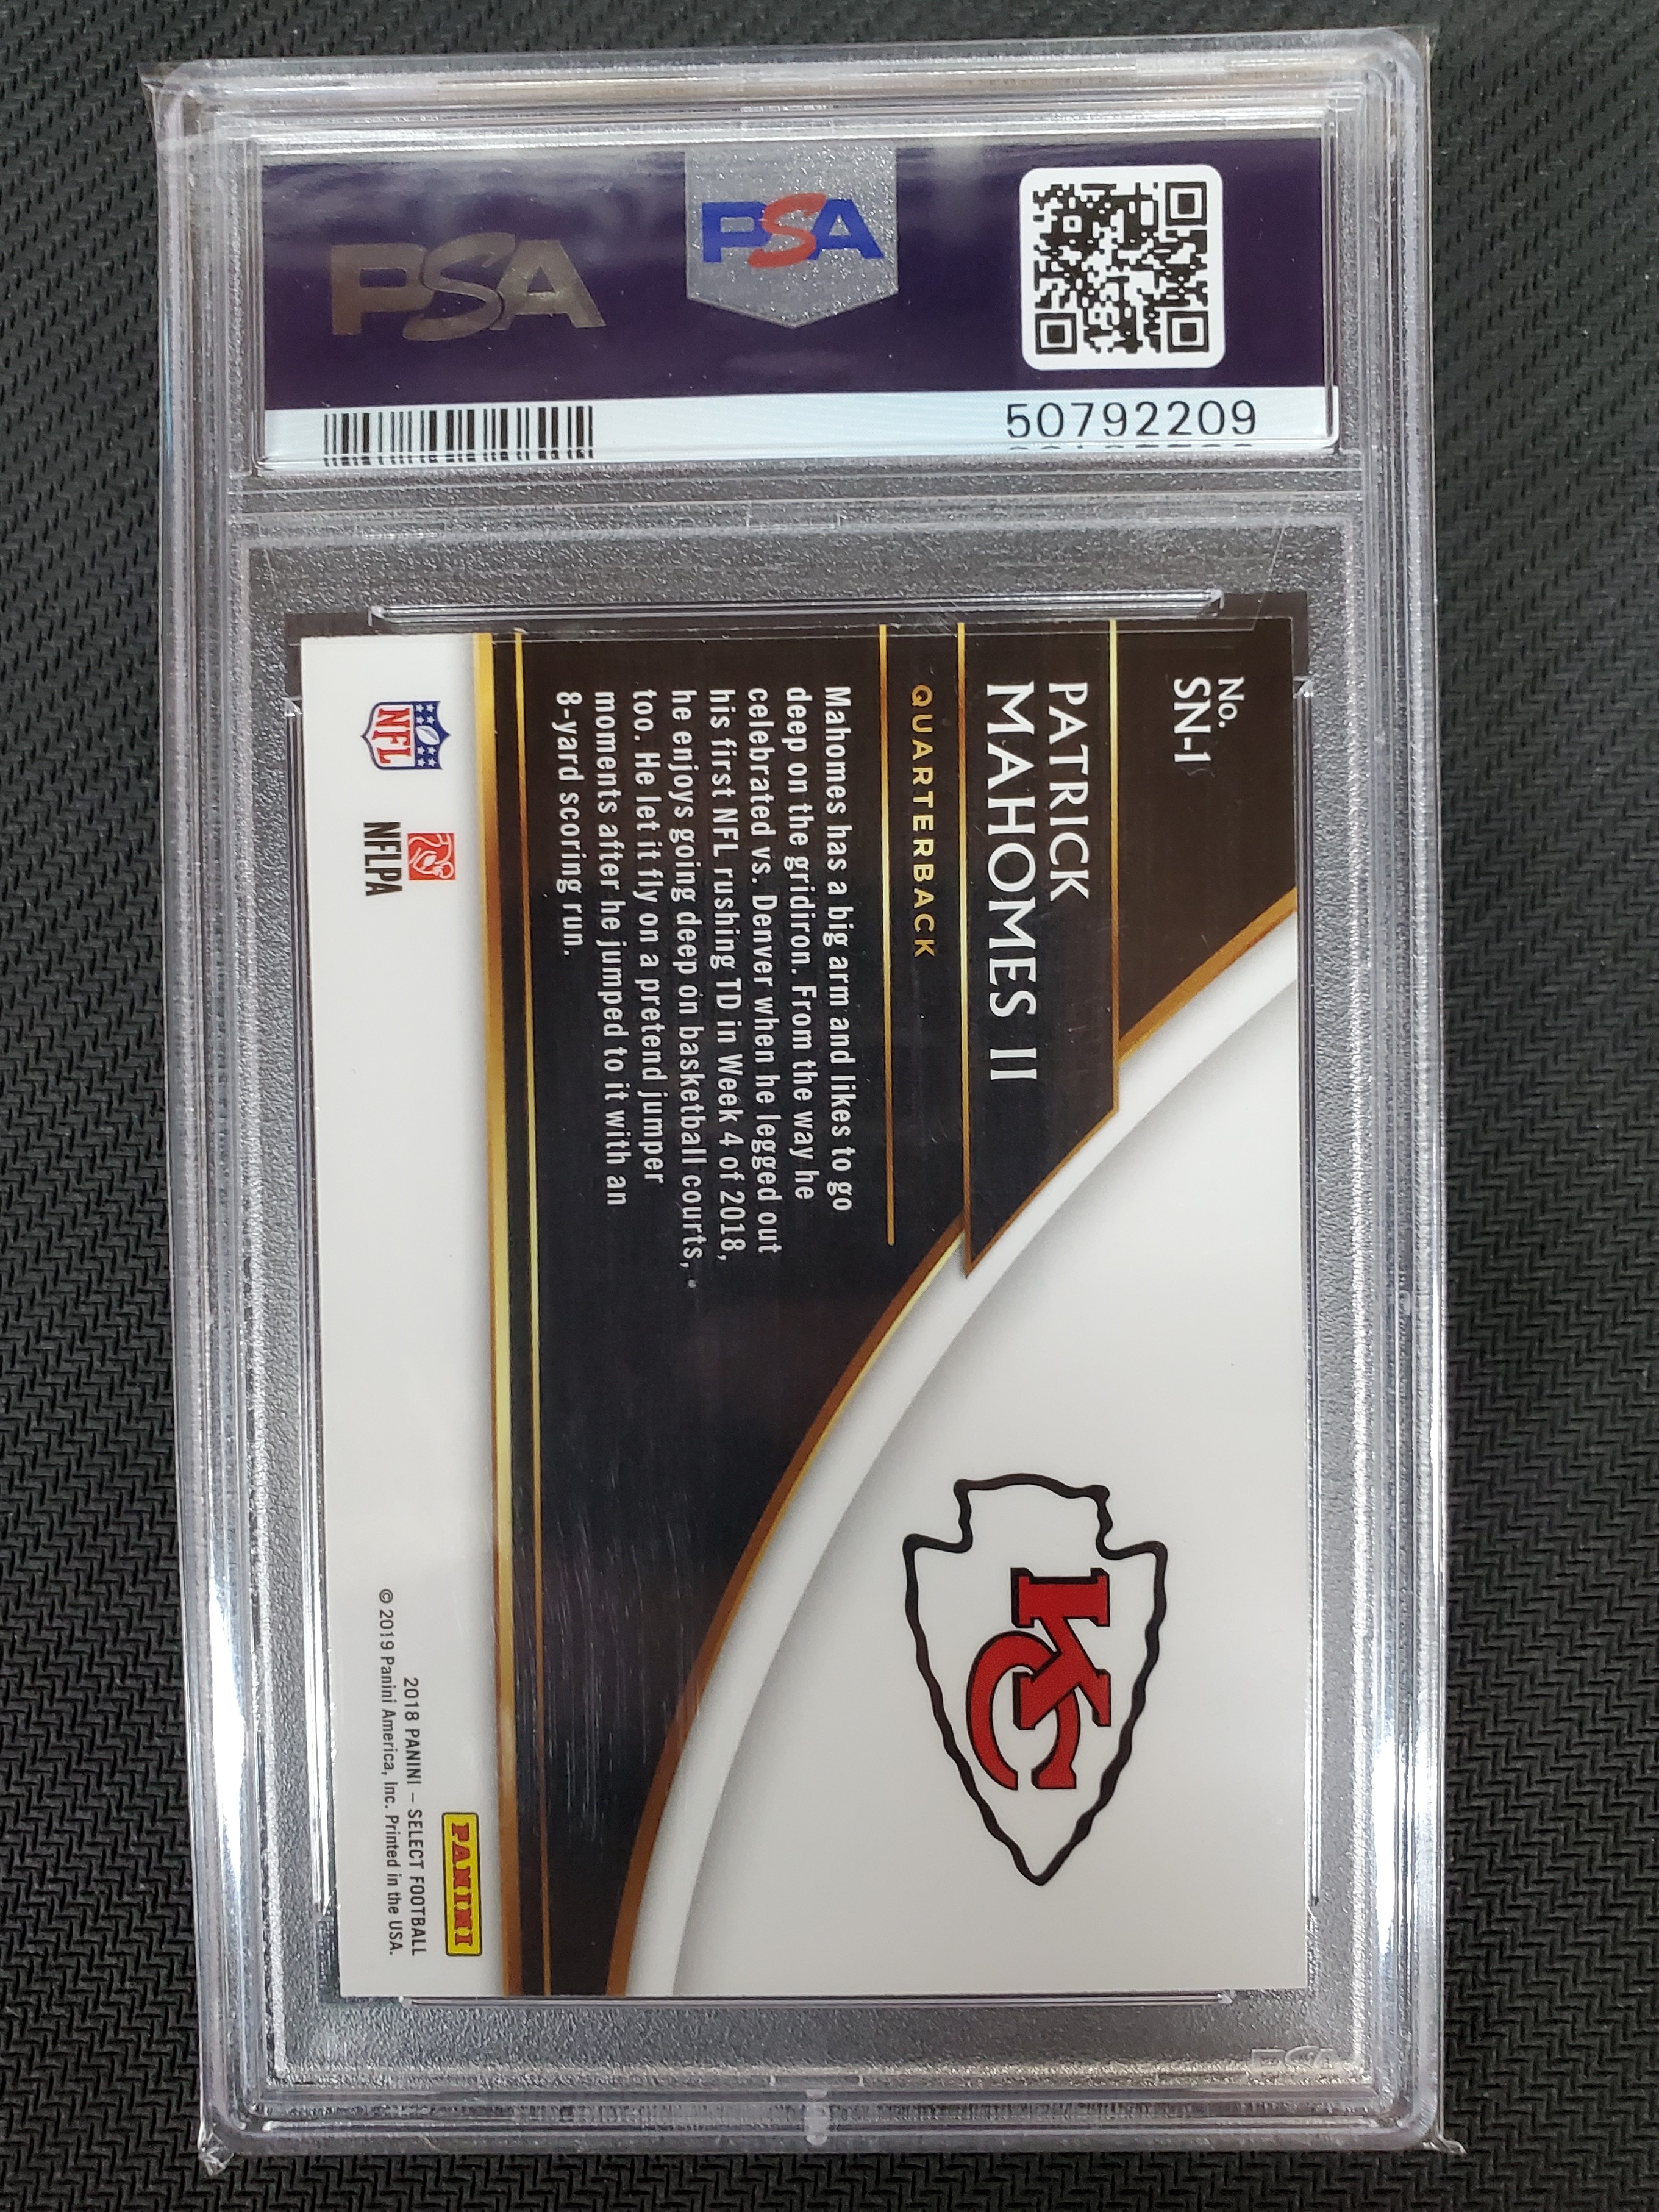 PSA
PSA
50792209
No.
SN-1
PATRICK
MAHOMES II
QUARTERBACK
Mahomes has a big arm and likes to go
deep on the gridiron. From the way he
celebrated vs. Denver when he legged out
his first NFL rushing TD in Week 4 of 2018,
he enjoys going deep on basketball courts,
too. He let it fly on a pretend jumper
moments after he jumped to it with an
8-yard scoring run.
KC
NFL
NFLPA
PANINI
2018 PANINI – SELECT FOOTBALL
© 2019 Panini America, Inc. Printed in the USA.
PSA